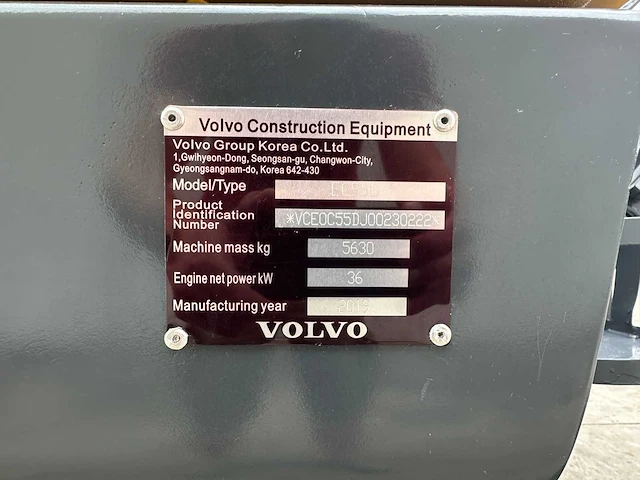 Volvo Construction Equipment
Volvo Group Korea Co.Ltd.
1,Gwihyeon-Dong, Seongsan-gu, Changwon-City,
Gyeongsangnam-do, Korea 642-430
Model/Type
Product
Identification
Number *VCE0C55DJ00230222*
Machine mass kg 5630
Engine net power kW 36
Manufacturing year
VOLVO